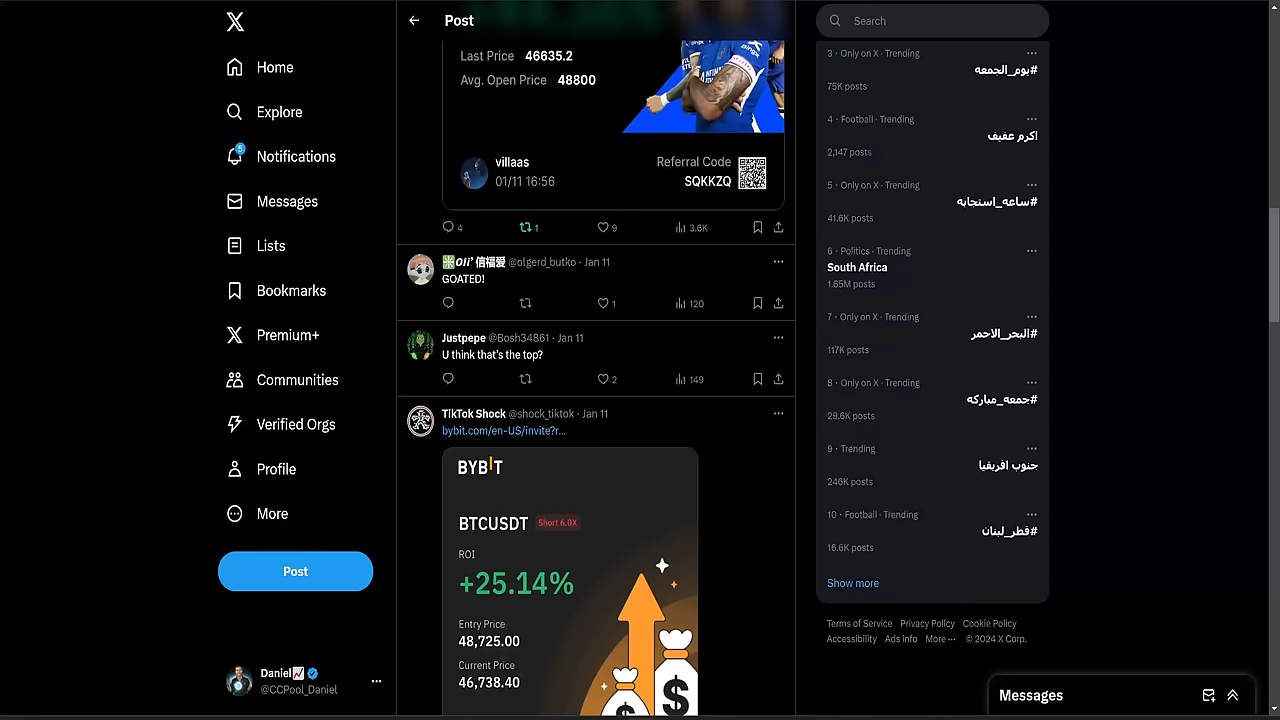 Home
Explore
5
Notifications
Messages
Lists
Bookmarks
Premium+
Communities
Verified Orgs
Profile
More
Post
Daniel📈
@CCPool_Daniel
Post
Last Price 46635.2
Avg. Open Price 48800
villaas
01/11 16:56
Referral Code
SQKKZQ
4 1 9 3.6K
❇️Oli' 信福爱 @olgerd_butko · Jan 11
GOATED!
1 120
Justpepe @Bosh34861 · Jan 11
U think that's the top?
2 149
TikTok Shock @shock_tiktok · Jan 11
bybit.com/en-US/invite?r...
BYBIT
BTCUSDT Short 6.0X
ROI
+25.14%
Entry Price
48,725.00
Current Price
46,738.40
$ $
Search
3 · Only on X · Trending
#يوم_الجمعه
75K posts
4 · Football · Trending
اكرم عفيف
2,147 posts
5 · Only on X · Trending
#ساعه_استجابه
41.6K posts
6 · Politics · Trending
South Africa
1.65M posts
7 · Only on X · Trending
#البحر_الاحمر
117K posts
8 · Only on X · Trending
#جمعه_مباركه
29.6K posts
9 · Trending
جنوب افريقيا
246K posts
10 · Football · Trending
#قطر_لبنان
16.6K posts
Show more
Terms of Service Privacy Policy Cookie Policy
Accessibility Ads info More ··· © 2024 X Corp.
Messages